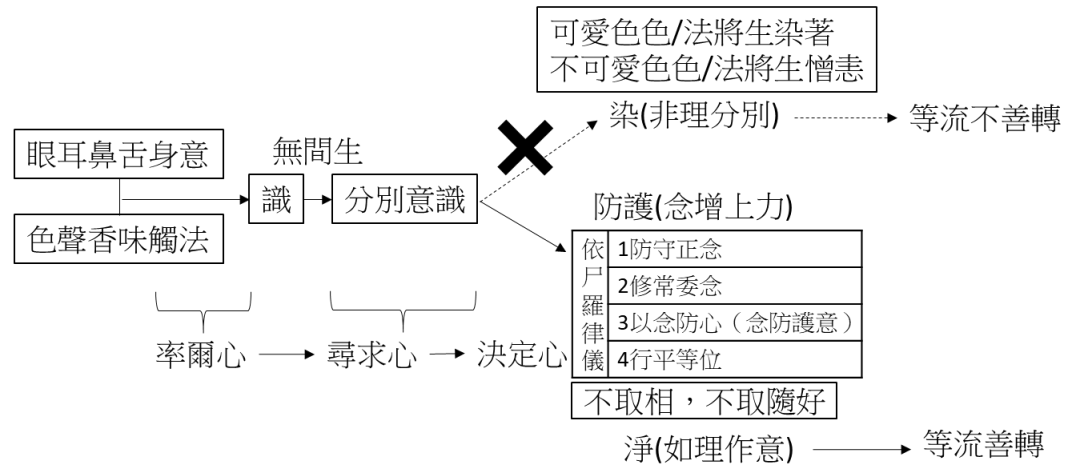 可愛色色/法將生染著
不可愛色色/法將生憎恚
染(非理分別)
等流不善轉
眼耳鼻舌身意
無間生
識
分別意識
色聲香味觸法
防護(念增上力)
依尸羅律儀
1防守正念
2修常委念
3以念防心（念防護意）
4行平等位
率爾心
尋求心
決定心
不取相，不取隨好
淨(如理作意)
等流善轉